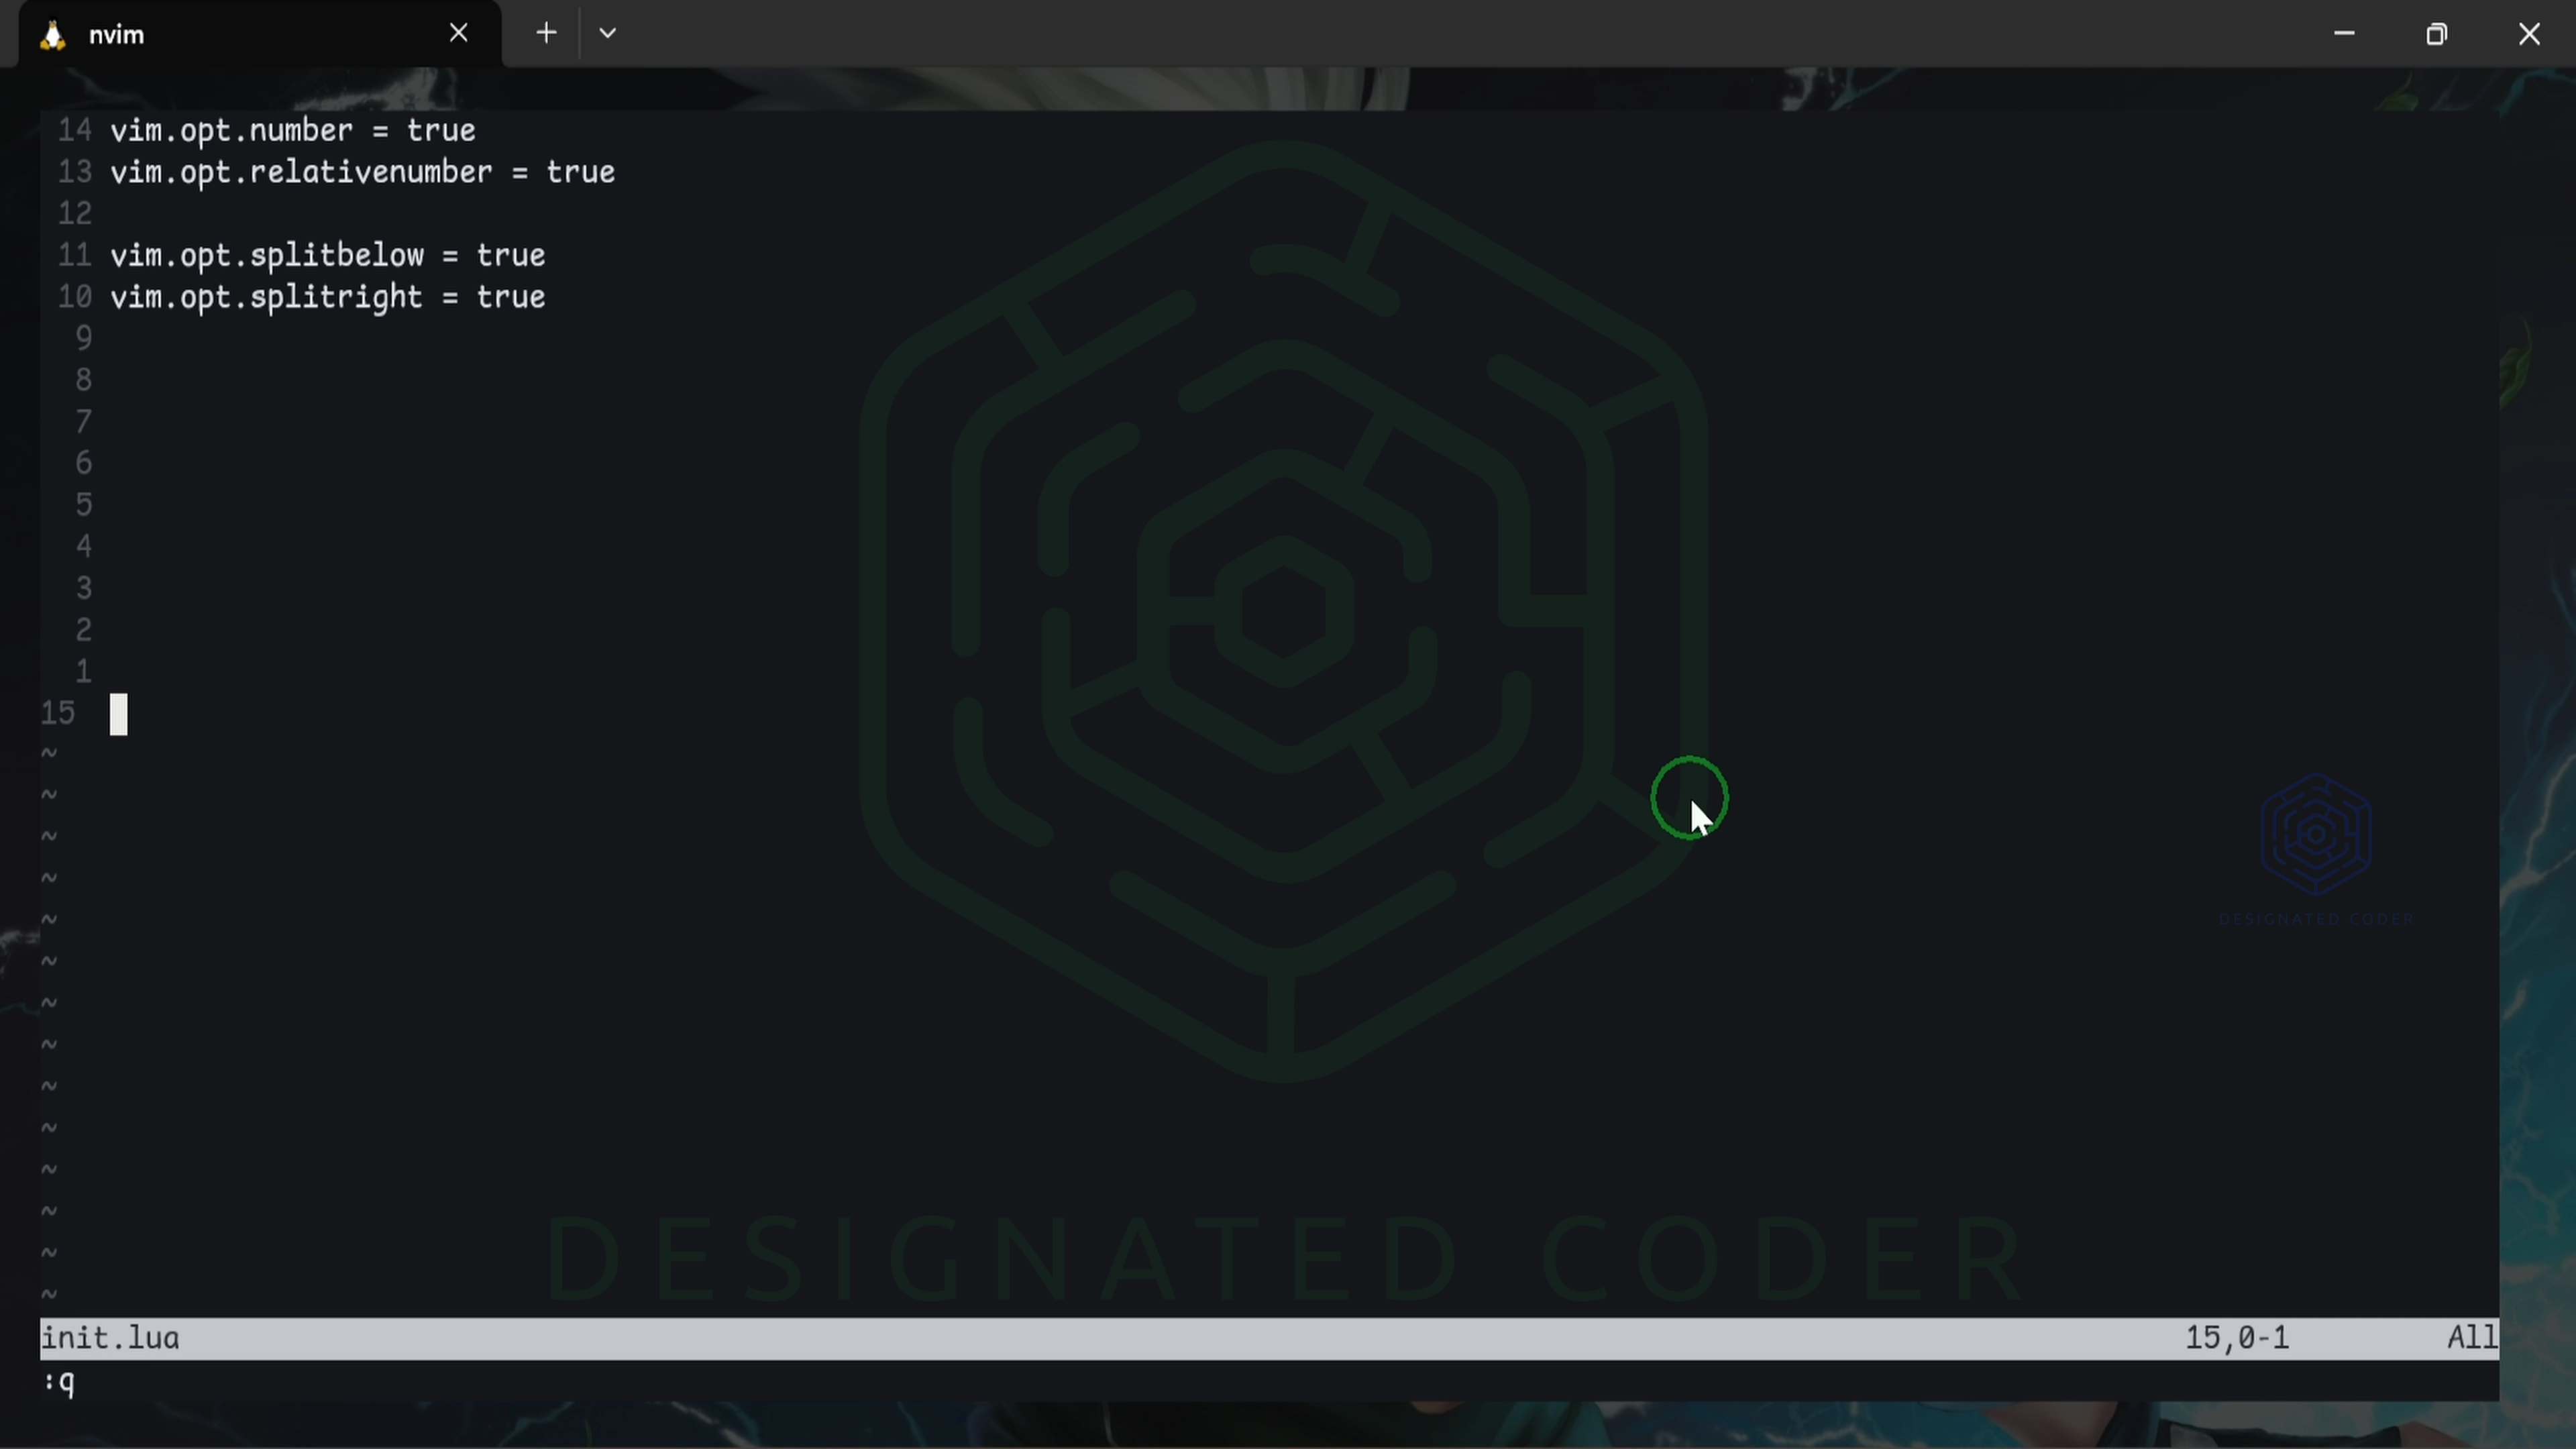 nvim
14 vim.opt.number = true
13 vim.opt.relativenumber = true
12
11 vim.opt.splitbelow = true
10 vim.opt.splitright = true
9
8
7
6
5
4
3
2
1
15
~
~
~
~
~
~
~
~
~
~
~
~
~
~
DESIGNATED CODER
DESIGNATED CODER
init.lua 15,0-1 All
:q